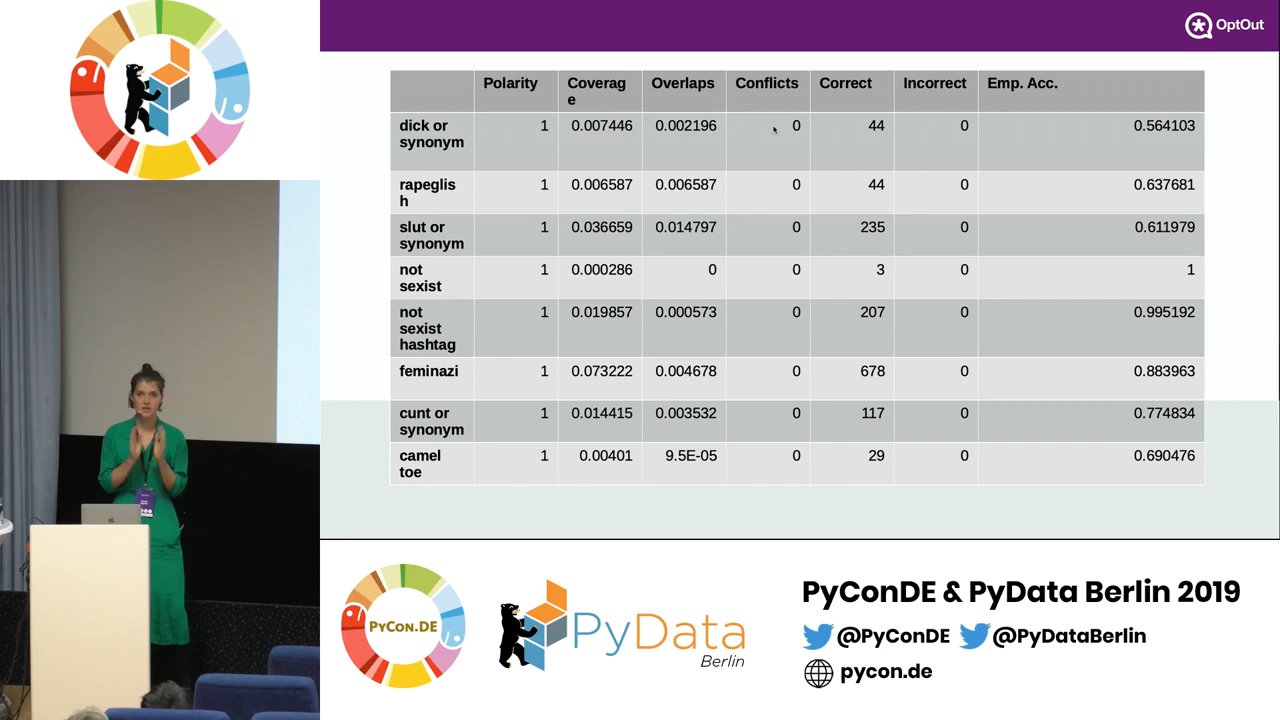 OptOut
Polarity Coverag Overlaps Conflicts Correct Incorrect Emp. Acc.
e
dick or 1 0.007446 0.002196 0 44 0 0.564103
synonym
rapeglis 1 0.006587 0.006587 0 44 0 0.637681
h
slut or 1 0.036659 0.014797 0 235 0 0.611979
synonym
not 1 0.000286 0 0 3 0 1
sexist
not 1 0.019857 0.000573 0 207 0 0.995192
sexist
hashtag
feminazi 1 0.073222 0.004678 0 678 0 0.883963
cunt or 1 0.014415 0.003532 0 117 0 0.774834
synonym
camel 1 0.00401 9.5E-05 0 29 0 0.690476
toe
PyCon.DE
PyData
Berlin
PyConDE & PyData Berlin 2019
@PyConDE @PyDataBerlin
pycon.de